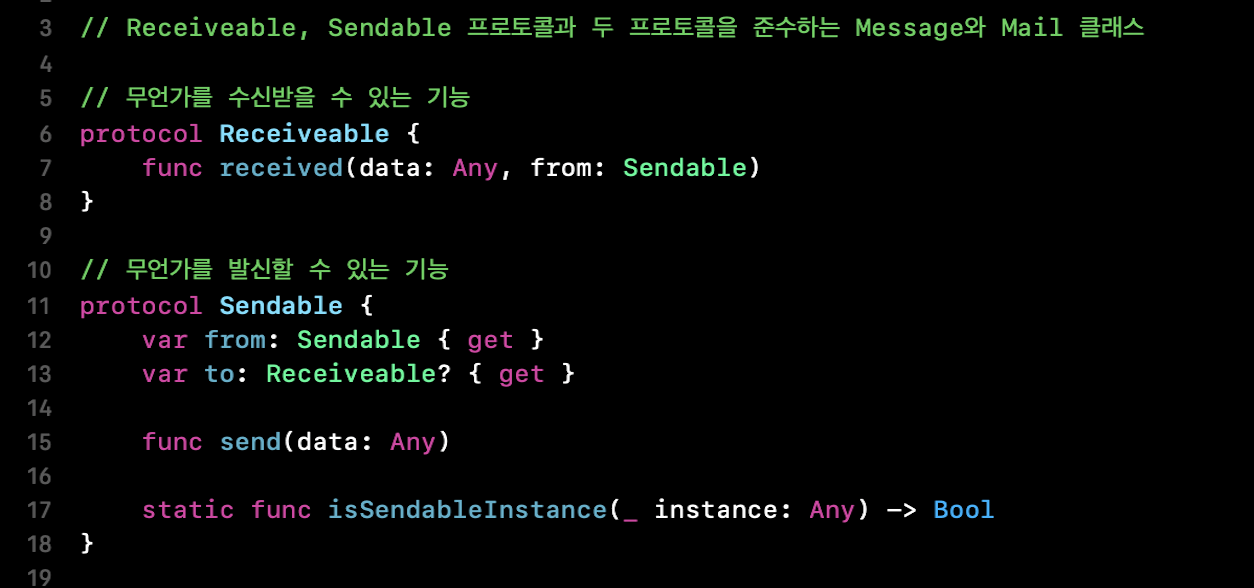 3 // Receiveable, Sendable 프로토콜과 두 프로토콜을 준수하는 Message와 Mail 클래스
4
5 // 무언가를 수신받을 수 있는 기능
6 protocol Receiveable {
7 func received(data: Any, from: Sendable)
8 }
9
10 // 무언가를 발신할 수 있는 기능
11 protocol Sendable {
12 var from: Sendable { get }
13 var to: Receiveable? { get }
14
15 func send(data: Any)
16
17 static func isSendableInstance(_ instance: Any) -> Bool
18 }
19